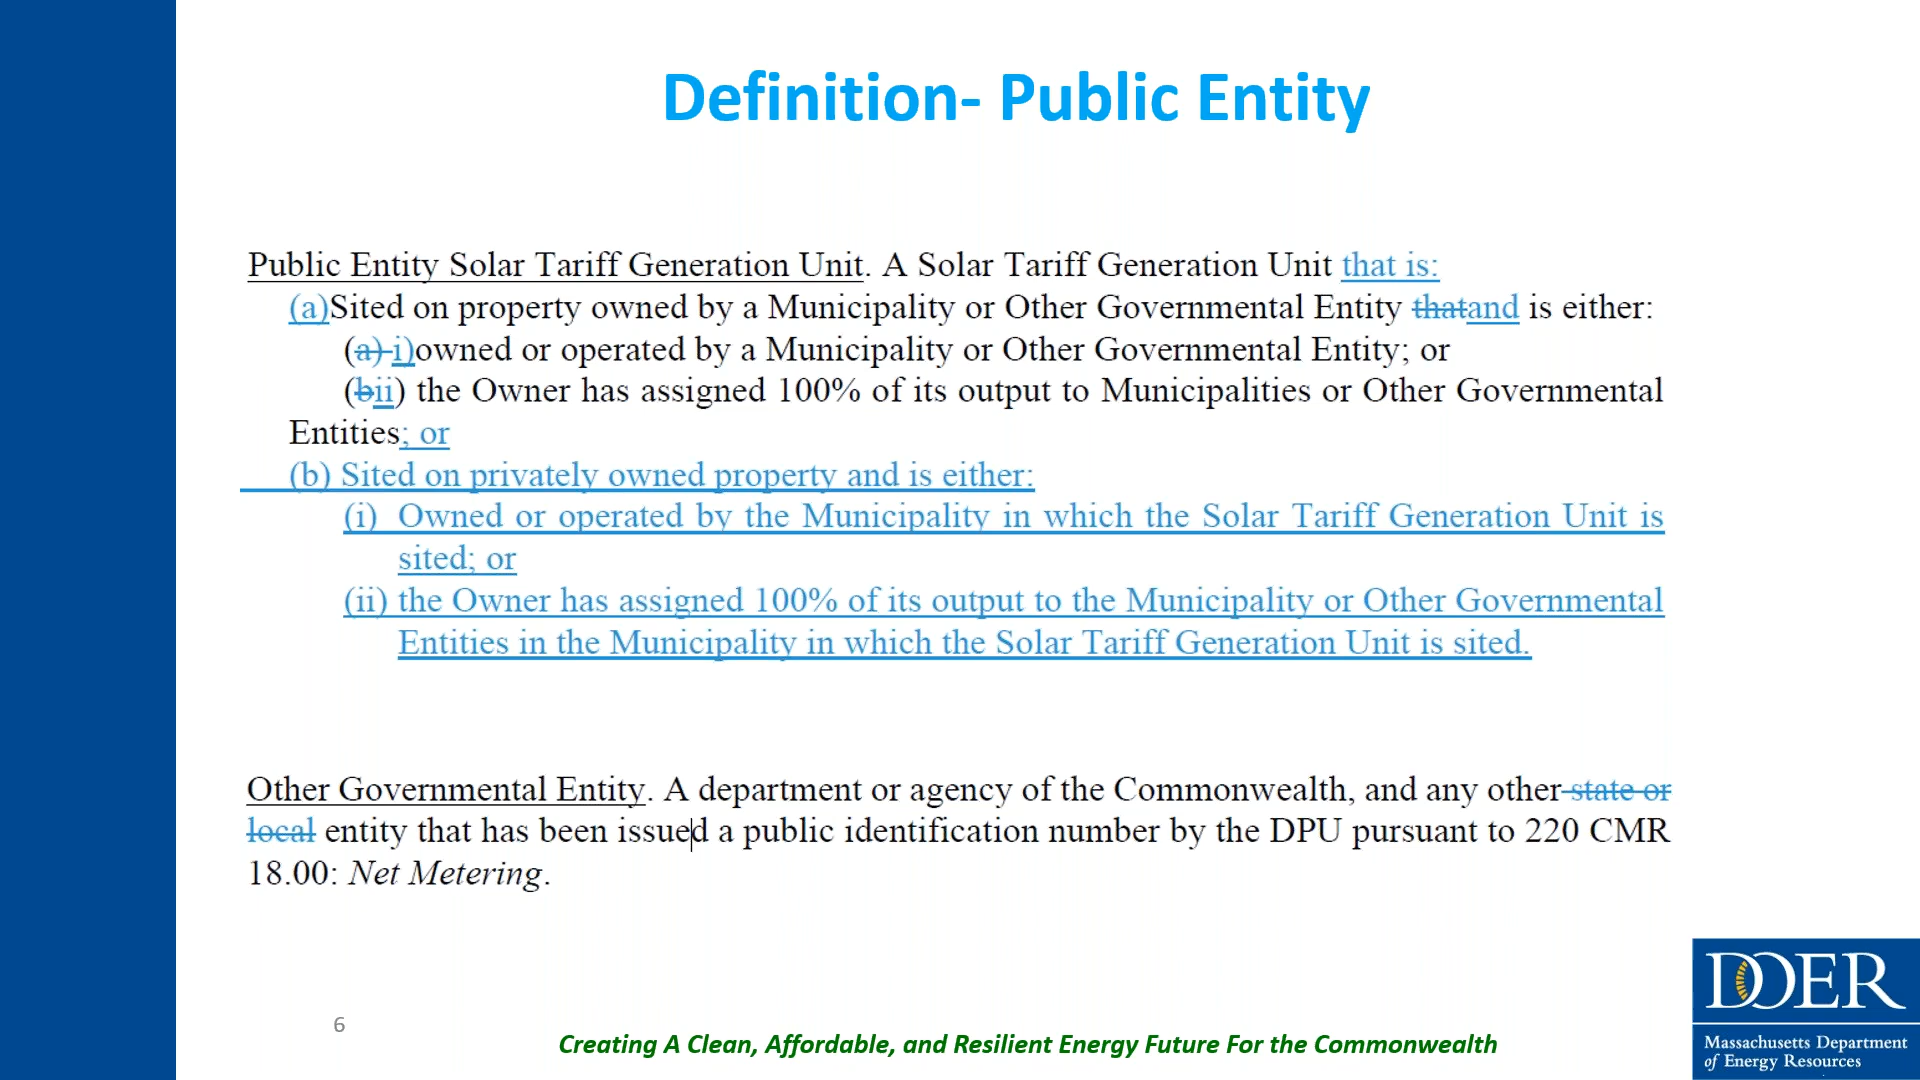 Definition- Public Entity
Public Entity Solar Tariff Generation Unit. A Solar Tariff Generation Unit that is:
(a)Sited on property owned by a Municipality or Other Governmental Entity thatand is either:
(a) i)owned or operated by a Municipality or Other Governmental Entity; or
(bii) the Owner has assigned 100% of its output to Municipalities or Other Governmental
Entities; or
(b) Sited on privately owned property and is either:
(i) Owned or operated by the Municipality in which the Solar Tariff Generation Unit is
sited; or
(ii) the Owner has assigned 100% of its output to the Municipality or Other Governmental
Entities in the Municipality in which the Solar Tariff Generation Unit is sited.
Other Governmental Entity. A department or agency of the Commonwealth, and any other state or
local entity that has been issued a public identification number by the DPU pursuant to 220 CMR
18.00: Net Metering.
6
Creating A Clean, Affordable, and Resilient Energy Future For the Commonwealth
DOER
Massachusetts Department
of Energy Resources